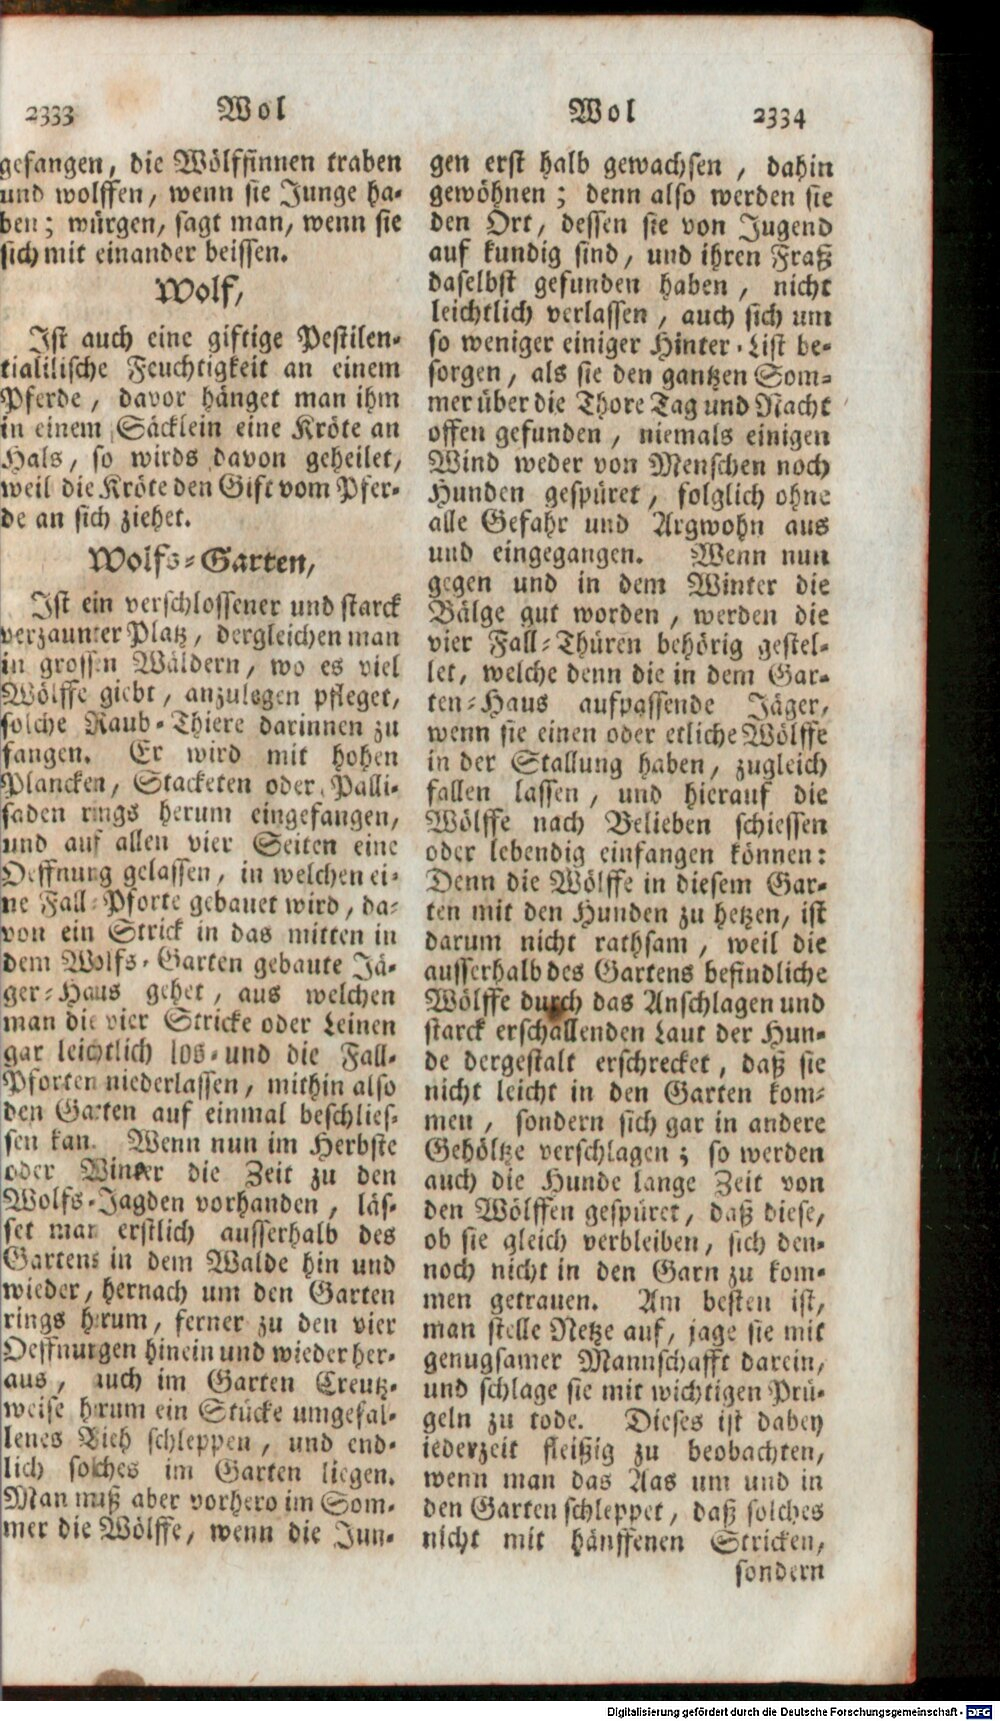 2333 Wol
gefangen, die Wölffinnen traben
und wolffen, wenn sie Junge ha-
ben; würgen, sagt man, wenn sie
sich mit einander beissen.
Wolf,
Ist auch eine giftige Pestilen-
tialilische Feuchtigkeit an einem
Pferde, davor hänget man ihm
in einem Säcklein eine Kröte an
Hals, so wirds davon geheilet,
weil die Kröte den Gift vom Pfer-
de an sich ziehet.
Wolfs-Garten,
Ist ein verschlossener und starck
verzaunter Platz, dergleichen man
in grossen Wäldern, wo es viel
Wölffe giebt, anzulegen pfleget,
solche Raub-Thiere darinnen zu
fangen. Er wird mit hohen
Plancken, Stacketen oder Palli-
saden rings herum eingefangen,
und auf allen vier Seiten eine
Oeffnung gelassen, in welchen ei-
ne Fall-Pforte gebauet wird, da-
von ein Strick in das mitten in
dem Wolfs-Garten gebaute Jä-
ger-Haus gehet, aus welchen
man die vier Stricke oder Leinen
gar leichtlich los- und die Fall-
Pforten niederlassen, mithin also
den Garten auf einmal beschlies-
sen kan. Wenn nun im Herbste
oder Winter die Zeit zu den
Wolfs-Jagden vorhanden, läs-
set man erstlich ausserhalb des
Gartens in dem Walde hin und
wieder, hernach um den Garten
rings herum, ferner zu den vier
Oeffnungen hinein und wieder her-
aus, auch im Garten Creutz-
weise herum ein Stücke umgefal-
lenes Vieh schleppen, und end-
lich solches im Garten liegen.
Man muß aber vorhero im Som-
mer die Wölffe, wenn die Jun-
Wol 2334
gen erst halb gewachsen, dahin
gewöhnen; denn also werden sie
den Ort, dessen sie von Jugend
auf kundig sind, und ihren Fraß
daselbst gefunden haben, nicht
leichtlich verlassen, auch sich um
so weniger einiger Hinter-List be-
sorgen, als sie den gantzen Som-
mer über die Thore Tag und Nacht
offen gefunden, niemals einigen
Wind weder von Menschen noch
Hunden gespüret, folglich ohne
alle Gefahr und Argwohn aus
und eingegangen. Wenn nun
gegen und in dem Winter die
Bälge gut worden, werden die
vier Fall-Thüren behörig gestel-
let, welche denn die in dem Gar-
ten-Haus aufpassende Jäger,
wenn sie einen oder etliche Wölffe
in der Stallung haben, zugleich
fallen lassen, und hierauf die
Wölffe nach Belieben schiessen
oder lebendig einfangen können:
Denn die Wölffe in diesem Gar-
ten mit den Hunden zu hetzen, ist
darum nicht rathsam, weil die
ausserhalb des Gartens befindliche
Wölffe durch das Anschlagen und
starck erschallenden Laut der Hun-
de dergestalt erschrecket, daß sie
nicht leicht in den Garten kom-
men, sondern sich gar in andere
Gehöltze verschlagen; so werden
auch die Hunde lange Zeit von
den Wölffen gespüret, daß diese,
ob sie gleich verbleiben, sich den-
noch nicht in den Garn zu kom-
men getrauen. Am besten ist,
man stelle Netze auf, jage sie mit
genugsamer Mannschafft darein,
und schlage sie mit wichtigen Prü-
geln zu tode. Dieses ist dabey
iederzeit fleißig zu beobachten,
wenn man das Aas um und in
den Garten schleppet, daß solches
nicht mit hänffenen Stricken,
sondern
Digitalisierung gefördert durch die Deutsche Forschungsgemeinschaft - DFG